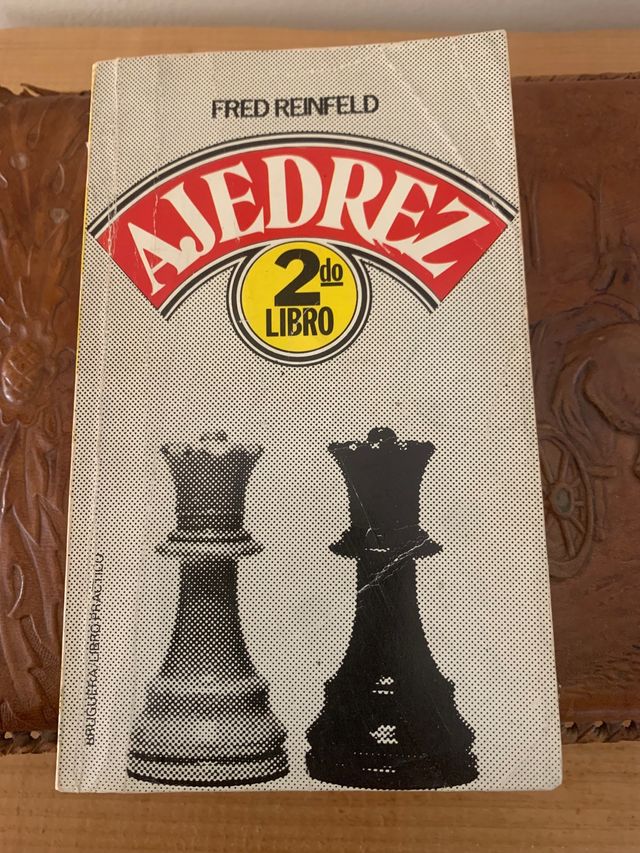 FRED REINFELD
AJEDREZ
2do
LIBRO
BRUGUERA/LIBRO PRACTICO